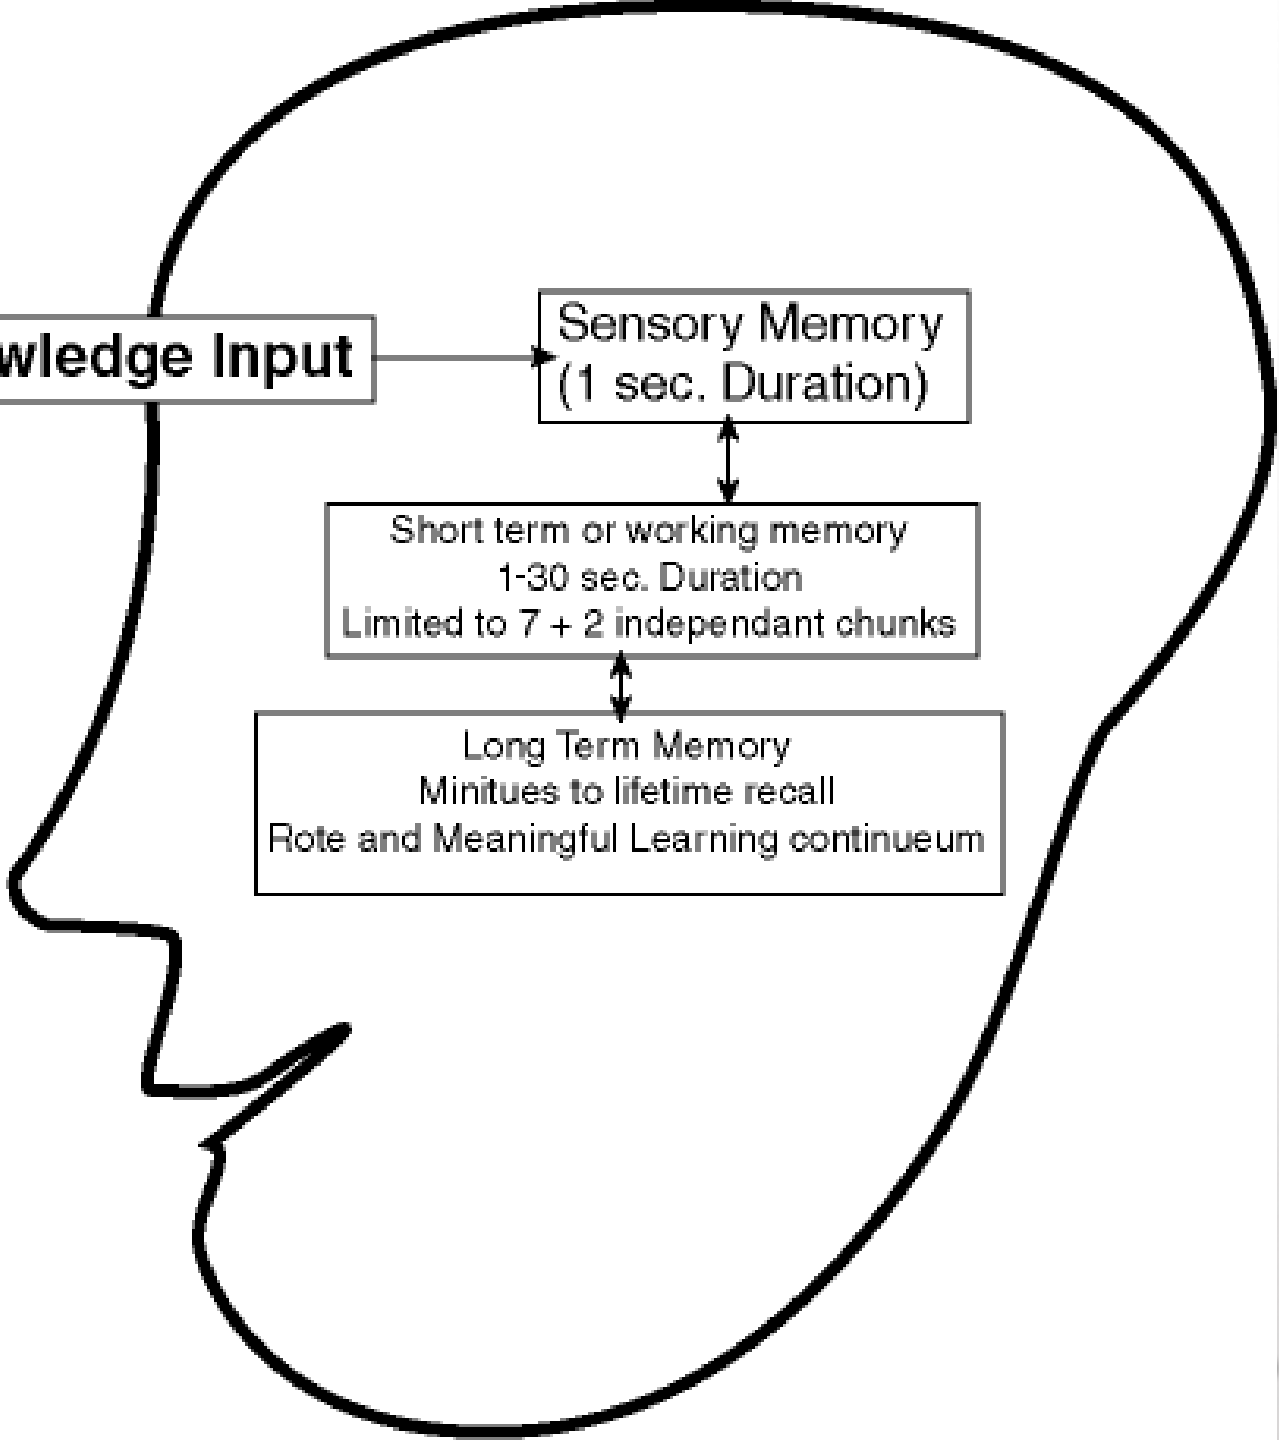 wledge Input
Sensory Memory
(1 sec. Duration)
Short term or working memory
1-30 sec. Duration
Limited to 7 + 2 independant chunks
Long Term Memory
Minitues to lifetime recall
Rote and Meaningful Learning continueum